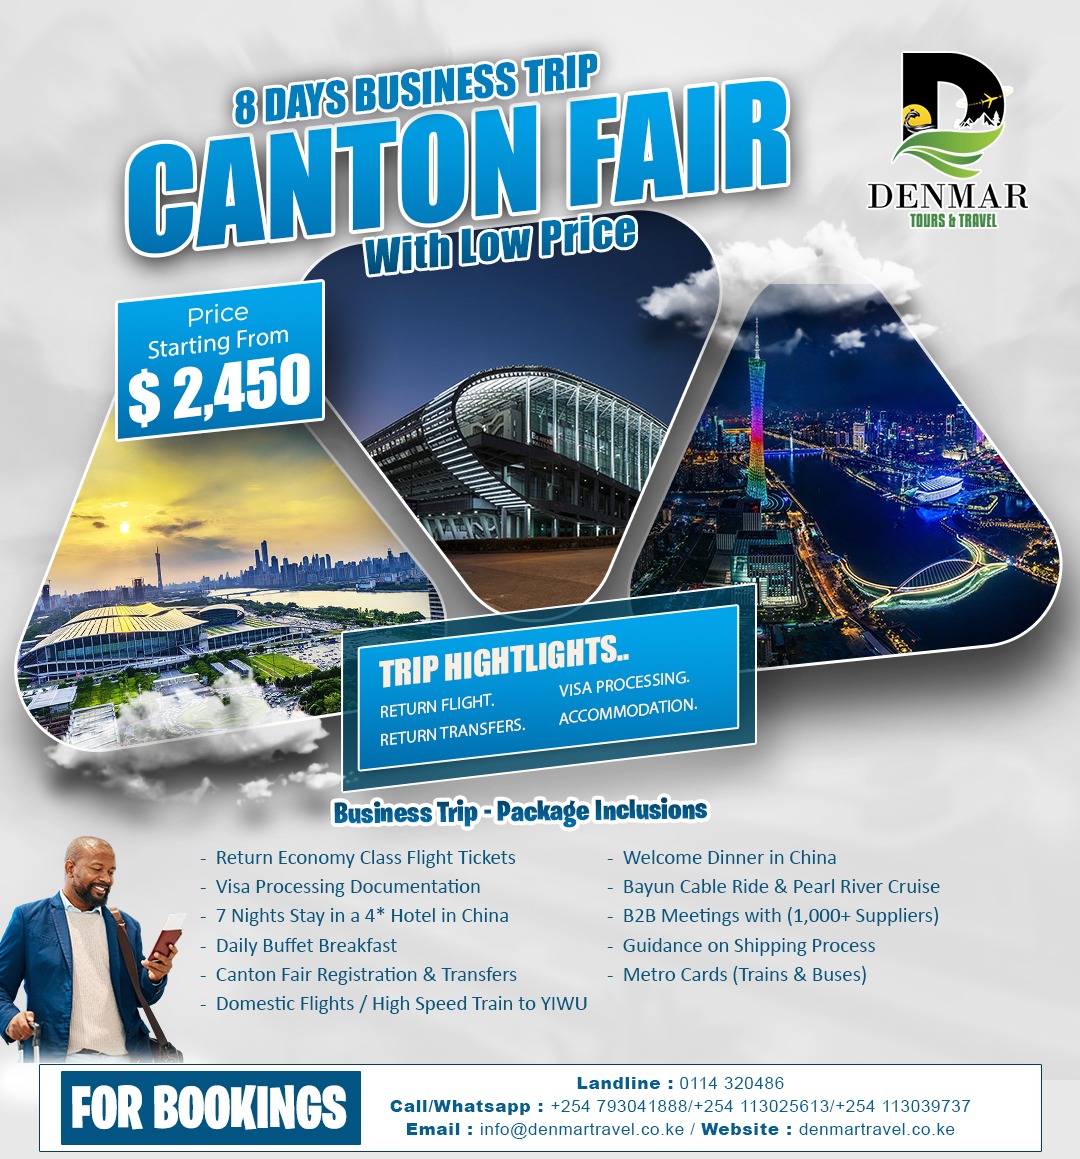 8 DAYS BUSINESS TRIP
CANTON FAIR
With Low Price
DENMAR
TOURS & TRAVEL
Price
Starting From
$ 2,450
TRIP HIGHTLIGHTS..
RETURN FLIGHT.
RETURN TRANSFERS.
VISA PROCESSING.
ACCOMMODATION.
Business Trip - Package Inclusions
- Return Economy Class Flight Tickets
- Visa Processing Documentation
- 7 Nights Stay in a 4* Hotel in China
- Daily Buffet Breakfast
- Canton Fair Registration & Transfers
- Domestic Flights / High Speed Train to YIWU
- Welcome Dinner in China
- Bayun Cable Ride & Pearl River Cruise
- B2B Meetings with (1,000+ Suppliers)
- Guidance on Shipping Process
- Metro Cards (Trains & Buses)
FOR BOOKINGS
Landline : 0114 320486
Call/Whatsapp : +254 793041888/+254 113025613/+254 113039737
Email : info@denmartravel.co.ke / Website : denmartravel.co.ke